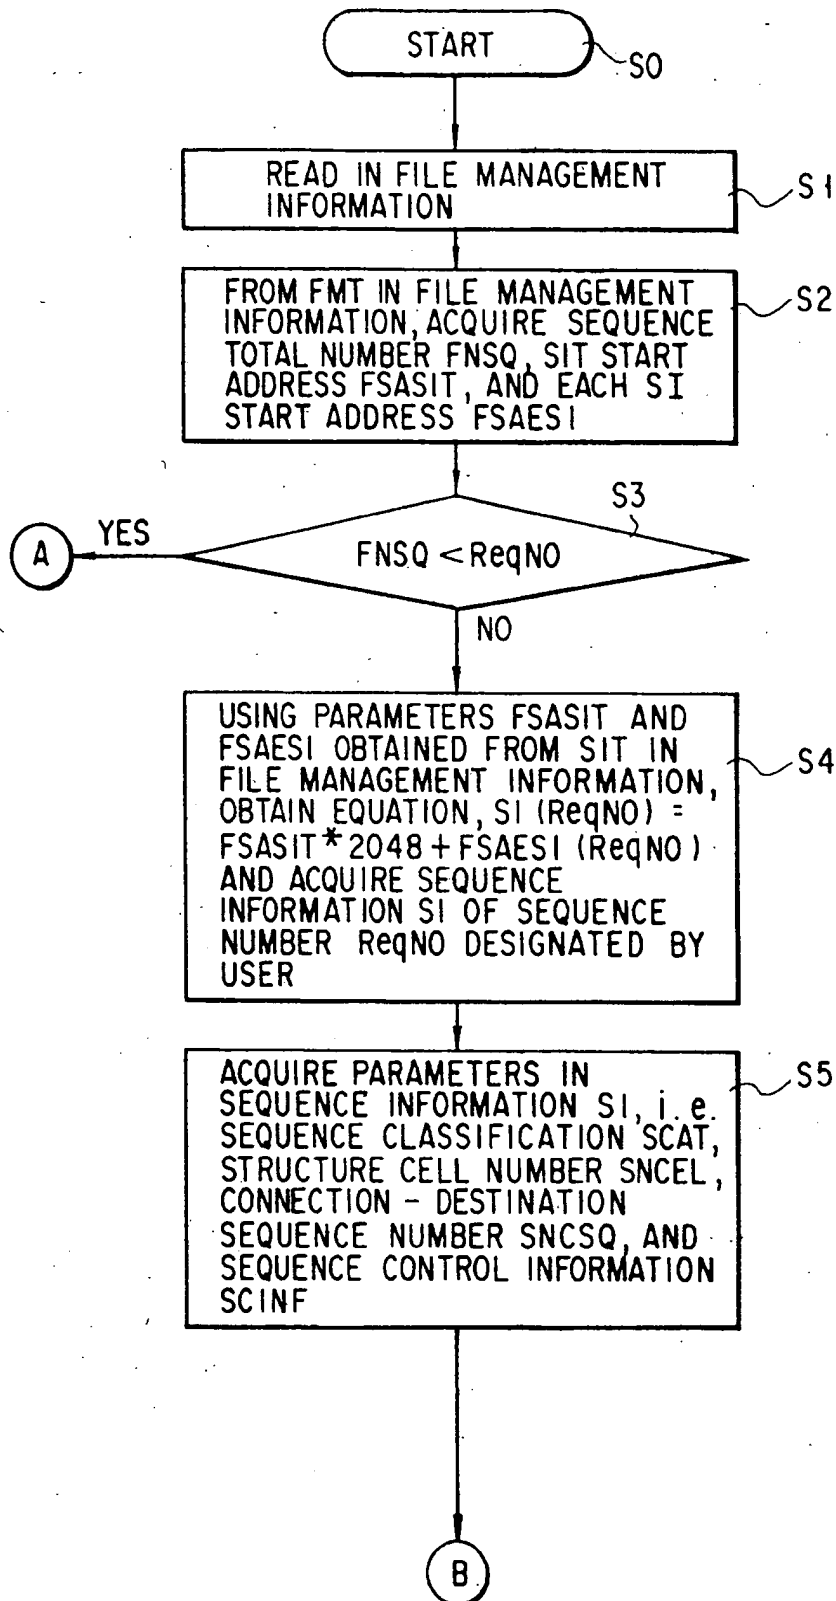 START
S0
READ IN FILE MANAGEMENT
INFORMATION
S1
FROM FMT IN FILE MANAGEMENT
INFORMATION, ACQUIRE SEQUENCE
TOTAL NUMBER FNSQ, SIT START
ADDRESS FSASIT, AND EACH SI
START ADDRESS FSAESI
S2
S3
FNSQ < ReqNO
YES
A
NO
USING PARAMETERS FSASIT AND
FSAESI OBTAINED FROM SIT IN
FILE MANAGEMENT INFORMATION,
OBTAIN EQUATION, SI (ReqNO) =
FSASIT * 2048 + FSAESI (ReqNO)
AND ACQUIRE SEQUENCE
INFORMATION SI OF SEQUENCE
NUMBER ReqNO DESIGNATED BY
USER
S4
ACQUIRE PARAMETERS IN
SEQUENCE INFORMATION SI, i.e.
SEQUENCE CLASSIFICATION SCAT,
STRUCTURE CELL NUMBER SNCEL,
CONNECTION - DESTINATION
SEQUENCE NUMBER SNCSQ, AND
SEQUENCE CONTROL INFORMATION
SCINF
S5
B